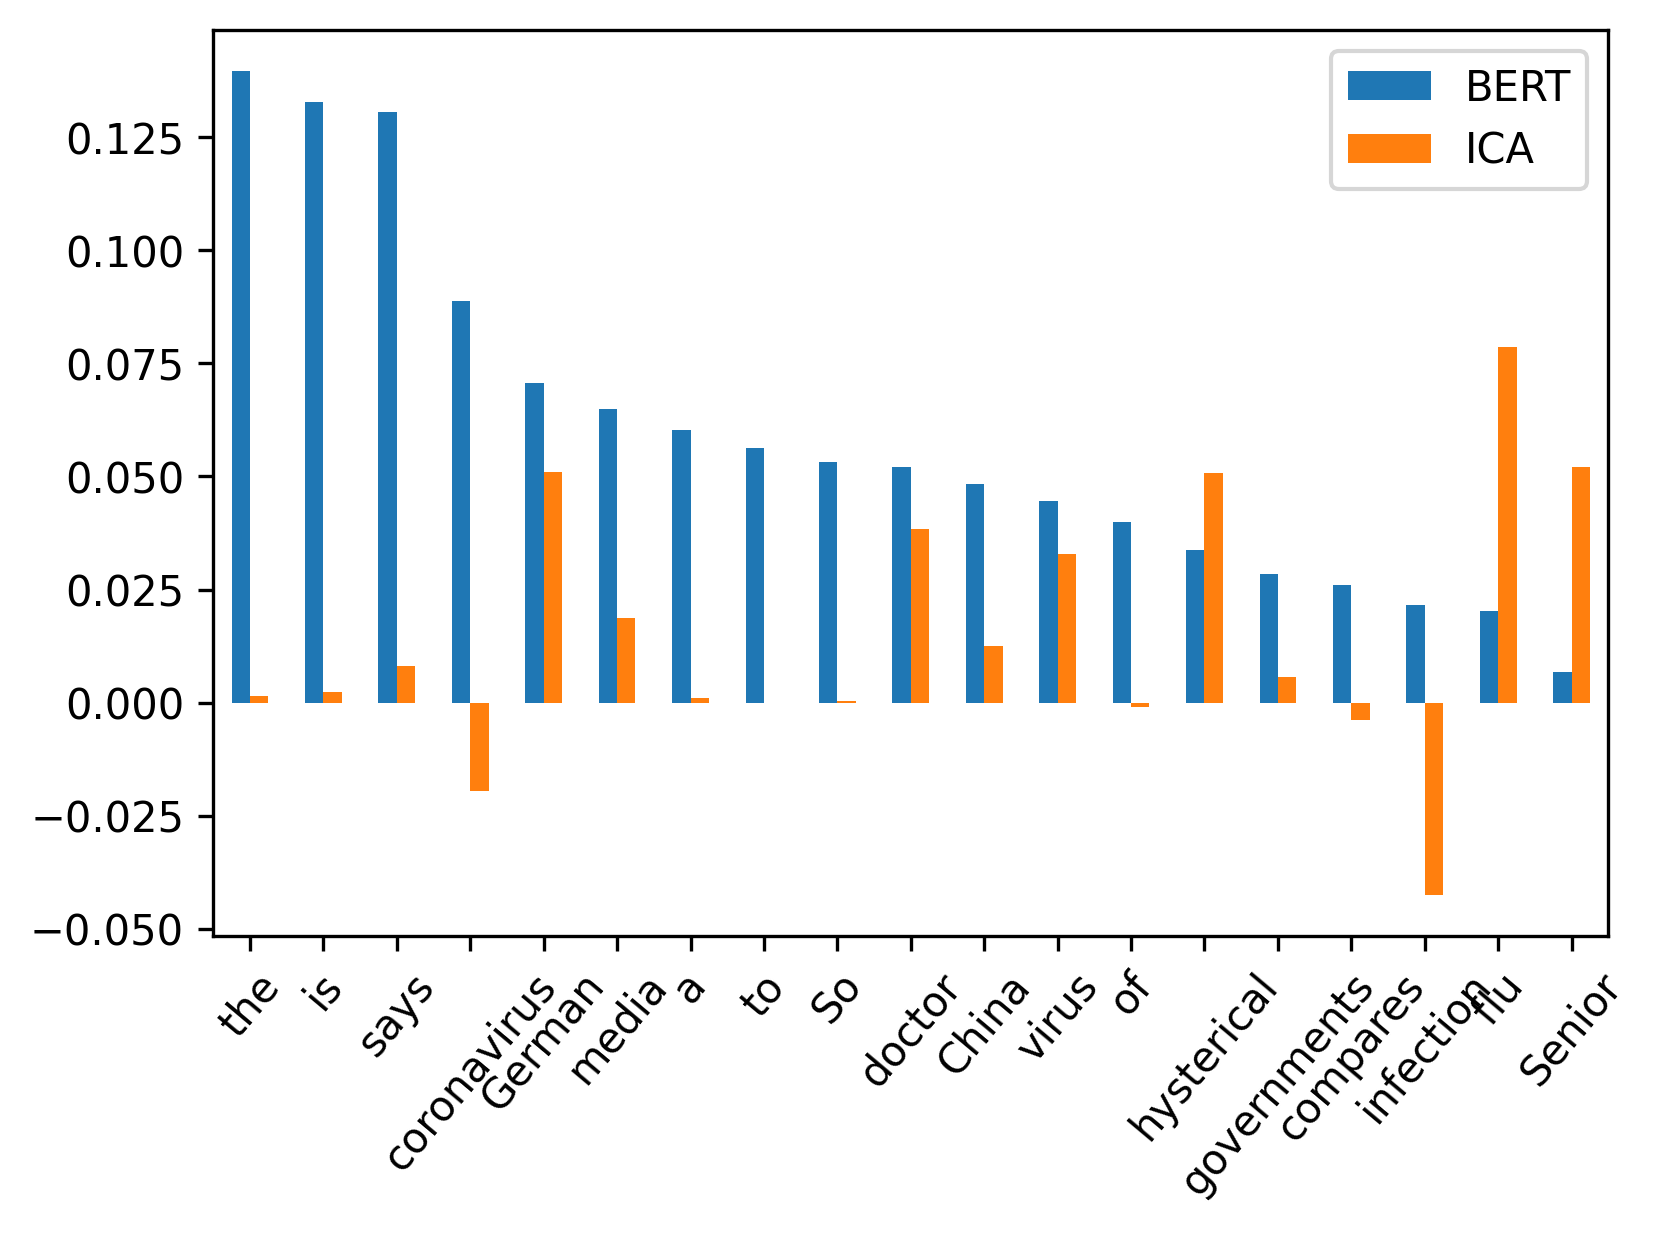 BERT
ICA
0.125
0.100
0.075
0.050
0.025
0.000
−0.025
−0.050
the
is
says
coronavirus
German
media
a
to
So
doctor
China
virus
of
hysterical
governments
compares
infection
flu
Senior